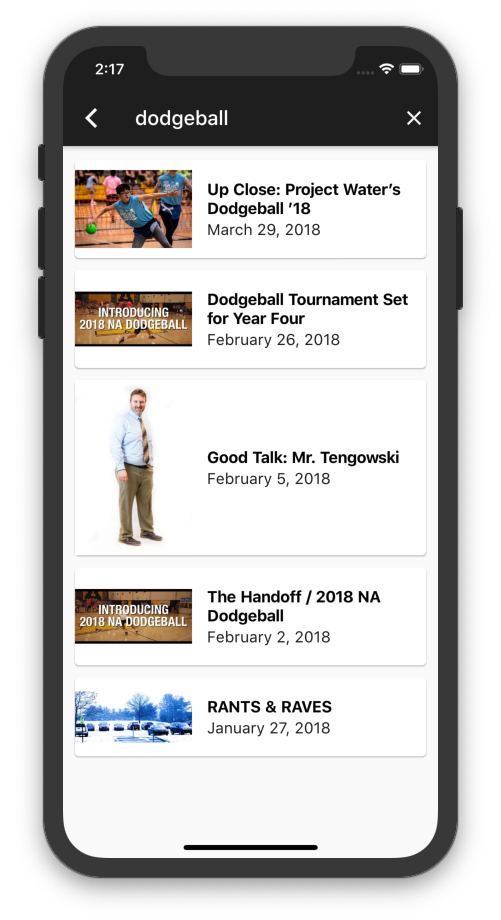 2:17
dodgeball
Up Close: Project Water’s
Dodgeball ’18
March 29, 2018
INTRODUCING
2018 NA DODGEBALL
Dodgeball Tournament Set
for Year Four
February 26, 2018
Good Talk: Mr. Tengowski
February 5, 2018
INTRODUCING
2018 NA DODGEBALL
The Handoff / 2018 NA
Dodgeball
February 2, 2018
RANTS & RAVES
January 27, 2018